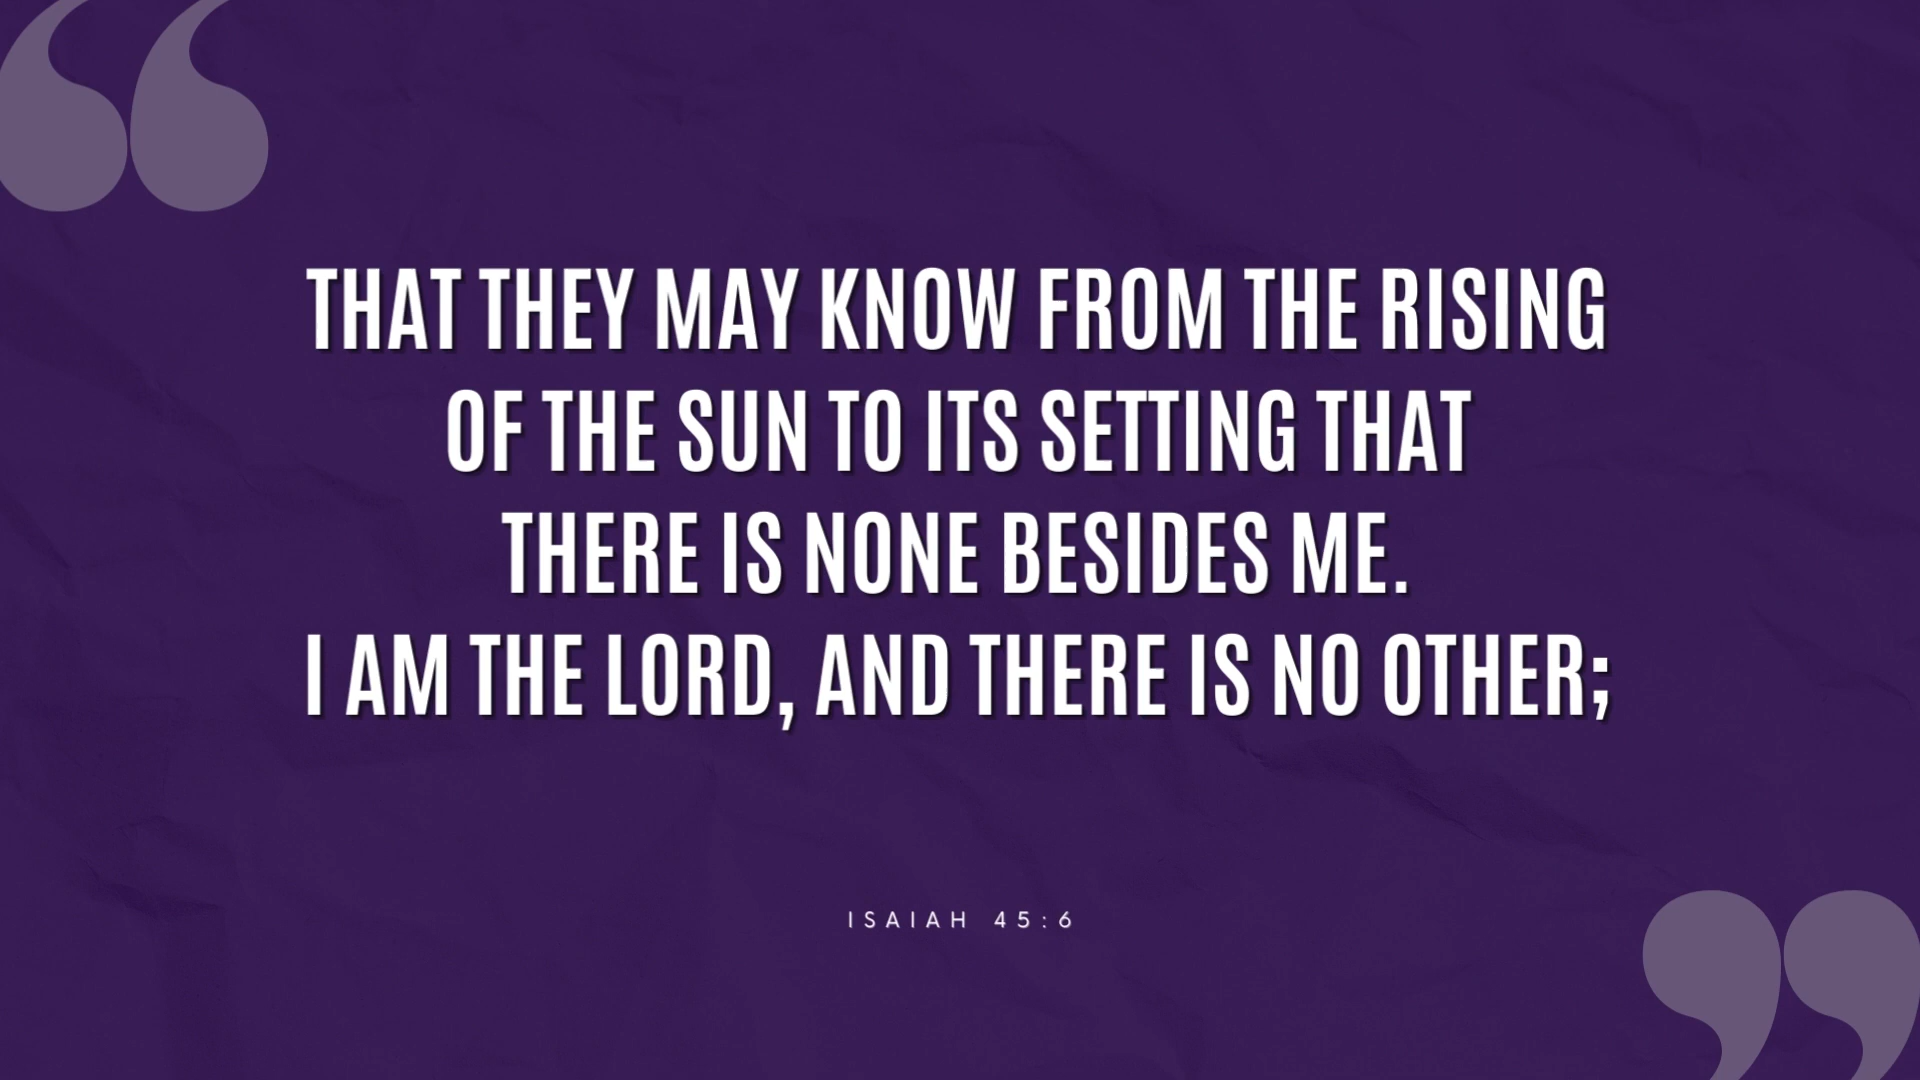 THAT THEY MAY KNOW FROM THE RISING
OF THE SUN TO ITS SETTING THAT
THERE IS NONE BESIDES ME.
I AM THE LORD, AND THERE IS NO OTHER;
ISAIAH 45:6